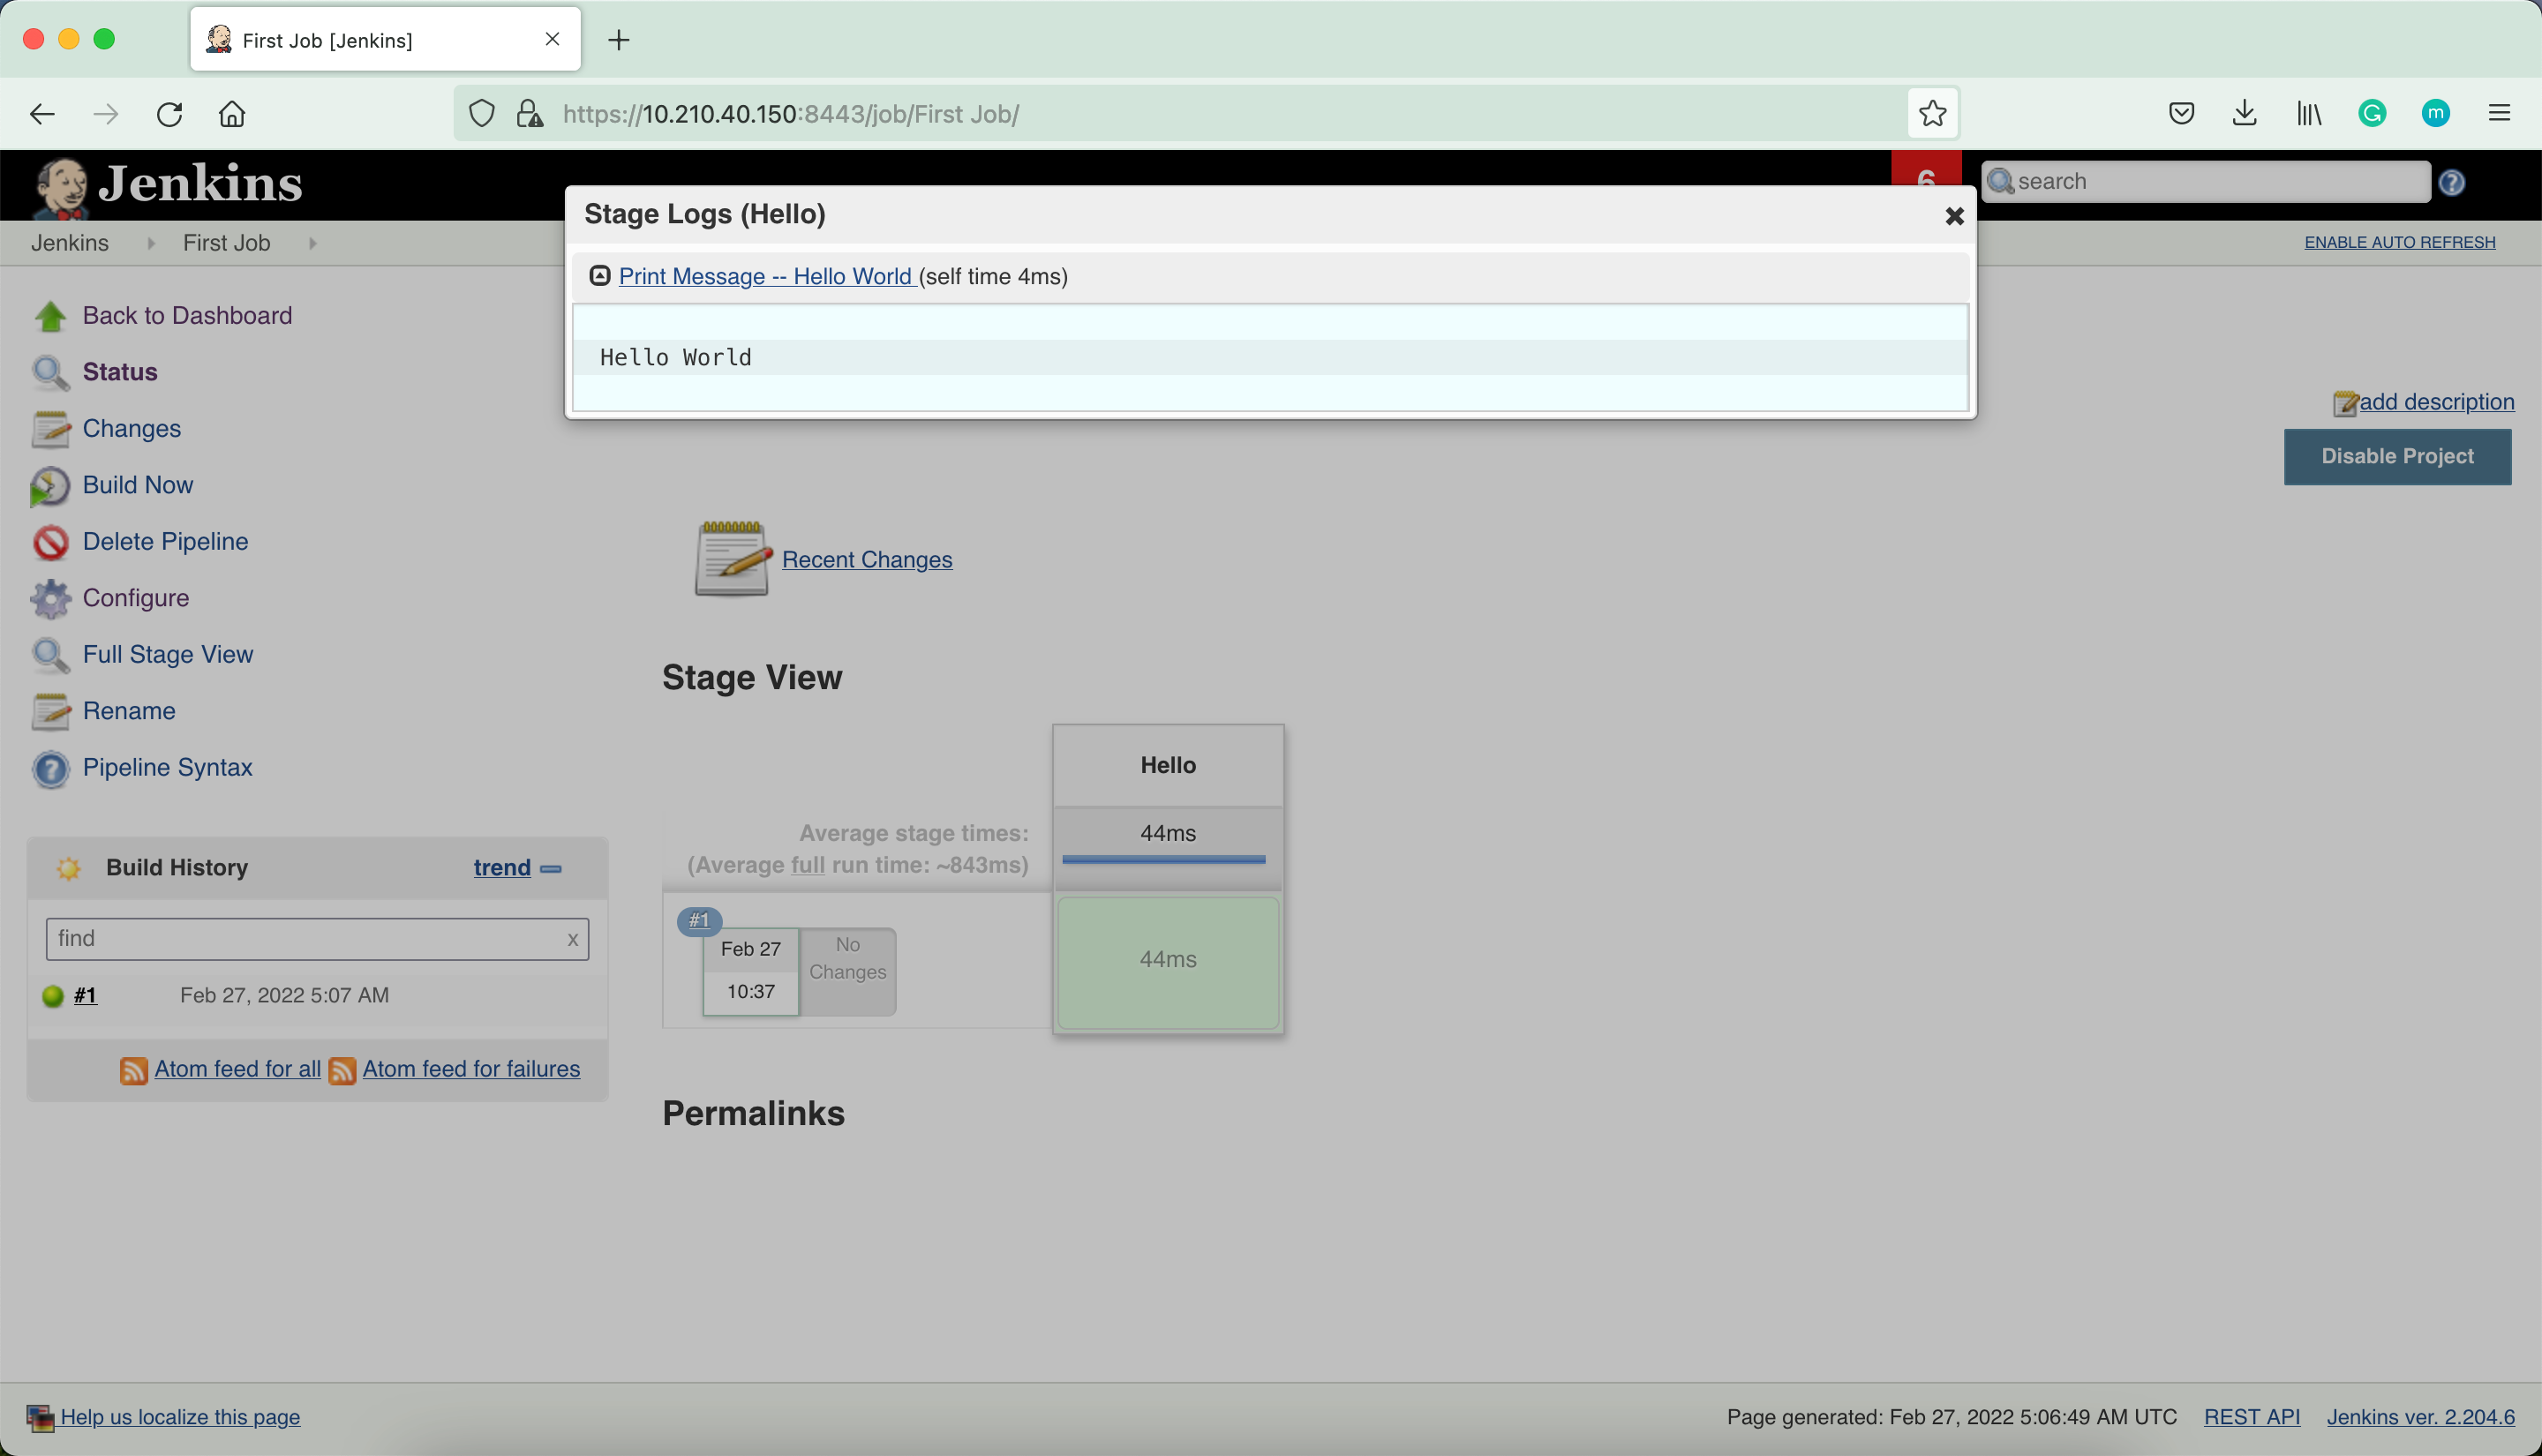 First Job [Jenkins]
https://10.210.40.150:8443/job/First Job/
m
Jenkins
6
search
Stage Logs (Hello)
Jenkins First Job
ENABLE AUTO REFRESH
Print Message -- Hello World (self time 4ms)
Hello World
Back to Dashboard
Status
Changes
Build Now
Delete Pipeline
Configure
Full Stage View
Rename
Pipeline Syntax
add description
Disable Project
Recent Changes
Stage View
Hello
Average stage times:
(Average full run time: ~843ms)
44ms
#1
Feb 27
10:37
No
Changes
44ms
Build History
trend
find
x
#1 Feb 27, 2022 5:07 AM
Atom feed for all Atom feed for failures
Permalinks
Help us localize this page
Page generated: Feb 27, 2022 5:06:49 AM UTC REST API Jenkins ver. 2.204.6